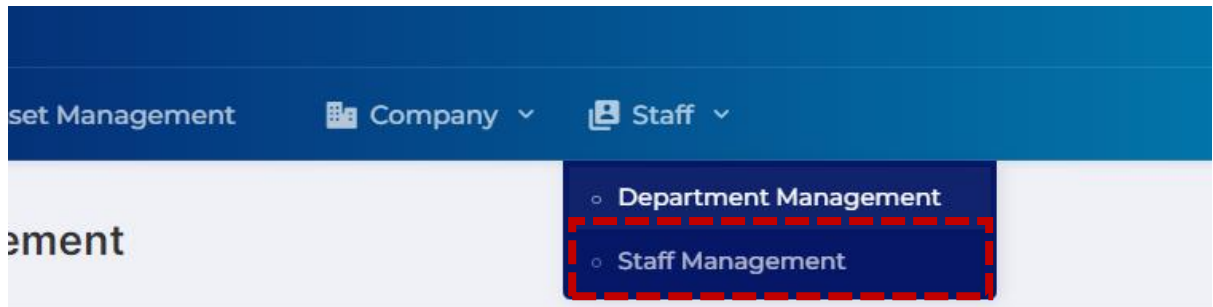 set Management Company Staff
Department Management
ement
Staff Management